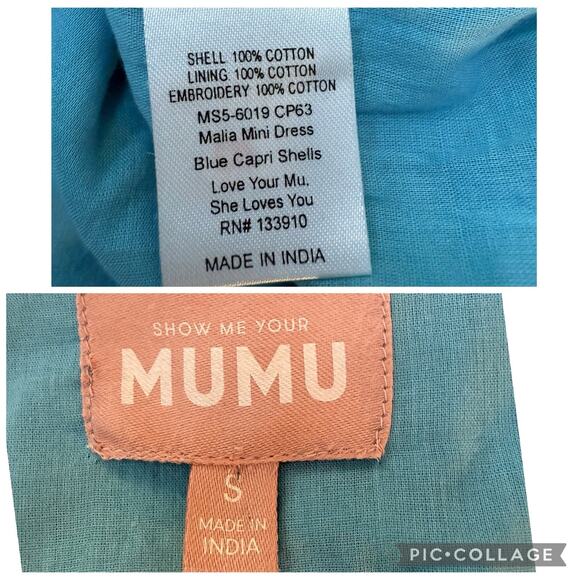 SHELL 100% COTTON
LINING 100% COTTON
EMBROIDERY 100% COTTON
MS5-6019 CP63
Malia Mini Dress
Blue Capri Shells
Love Your Mu,
She Loves You
RN# 133910
MADE IN INDIA
SHOW ME YOUR
MUMU
S
MADE IN
INDIA
PIC•COLLAGE